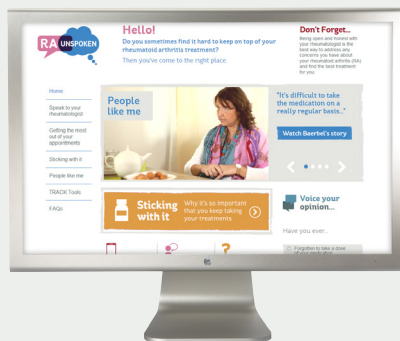 RA UNSPOKEN
Hello!
Do you sometimes find it hard to keep on top of your
rheumatoid arthritis treatment?
Then you've come to the right place.
Don't Forget...
Being open and honest with
your rheumatologist is the
best way to address any
concerns you have about
your rheumatoid arthritis (RA)
and find the best treatment
for you.
Home
Speak to your
rheumatologist
Getting the most
out of your
appointments
Sticking with it
People like me
TRACK Tools
FAQs
People
like me
"It's difficult to take
the medication on a
really regular basis.."
Watch Baerbel's story
Sticking
with it
Why it's so important
that you keep taking
your treatments
Voice your
opinion...
Have you ever..
Forgotten to take a dose